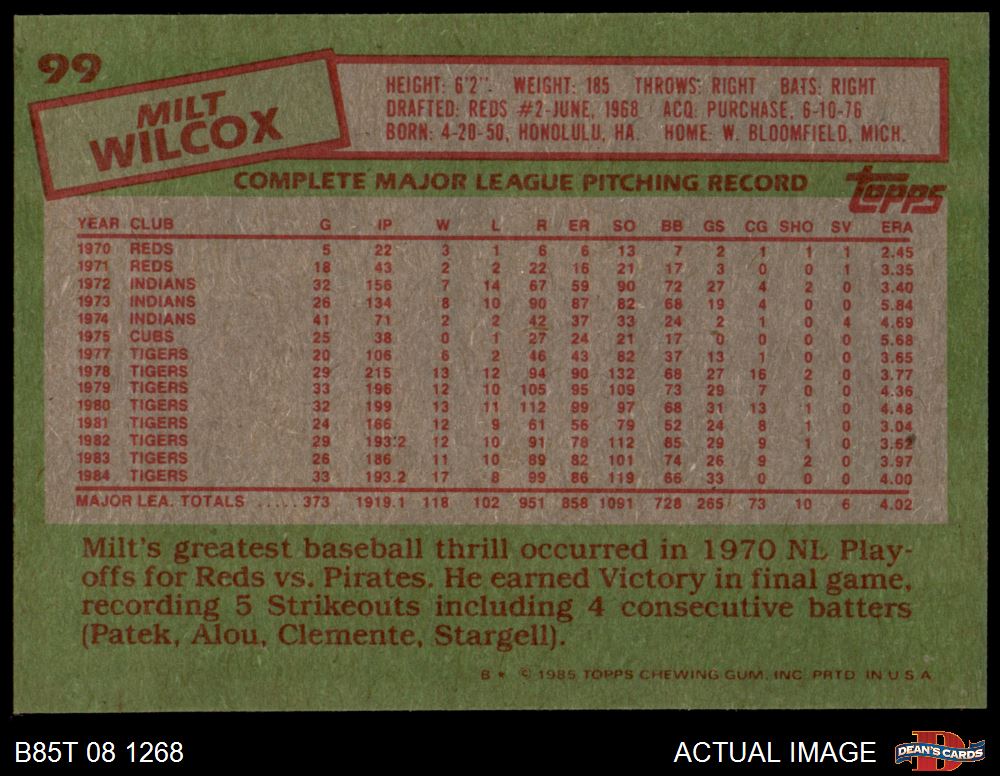 99
MILT
WILCOX
HEIGHT: 6'2" WEIGHT: 185 THROWS: RIGHT BATS: RIGHT
DRAFTED: REDS #2-JUNE, 1968 ACQ: PURCHASE, 6-10-76
BORN: 4-20-50, HONOLULU, HA. HOME: W. BLOOMFIELD, MICH.
COMPLETE MAJOR LEAGUE PITCHING RECORD
topps
YEAR CLUB G IP W L R ER SO BB GS CG SHO SV ERA
1970 REDS 5 22 3 1 6 6 13 7 2 1 1 1 2.45
1971 REDS 18 43 2 2 22 16 21 17 3 0 0 1 3.35
1972 INDIANS 32 156 7 14 67 59 90 72 27 4 2 0 3.40
1973 INDIANS 26 134 8 10 90 87 82 68 19 4 0 0 5.84
1974 INDIANS 41 71 2 2 42 37 33 24 2 1 0 4 4.69
1975 CUBS 25 38 0 1 27 24 21 17 0 0 0 0 5.68
1977 TIGERS 20 106 6 2 46 43 82 37 13 1 0 0 3.65
1978 TIGERS 29 215 13 12 94 90 132 68 27 16 2 0 3.77
1979 TIGERS 33 196 12 10 105 95 109 73 29 7 0 0 4.36
1980 TIGERS 32 199 13 11 112 99 97 68 31 13 1 0 4.48
1981 TIGERS 24 166 12 9 61 56 79 52 24 8 1 0 3.04
1982 TIGERS 29 193.2 12 10 91 78 112 85 29 9 1 0 3.62
1983 TIGERS 26 186 11 10 89 82 101 74 26 9 2 0 3.97
1984 TIGERS 33 193.2 17 8 99 86 119 66 33 0 0 0 4.00
MAJOR LEA. TOTALS ..... 373 1919.1 118 102 951 858 1091 728 265 73 10 6 4.02
Milt's greatest baseball thrill occurred in 1970 NL Play-
offs for Reds vs. Pirates. He earned Victory in final game,
recording 5 Strikeouts including 4 consecutive batters
(Patek, Alou, Clemente, Stargell).
B * © 1985 TOPPS CHEWING GUM, INC. PRTD. IN U.S.A.
B85T 08 1268
ACTUAL IMAGE
DEAN'S CARDS